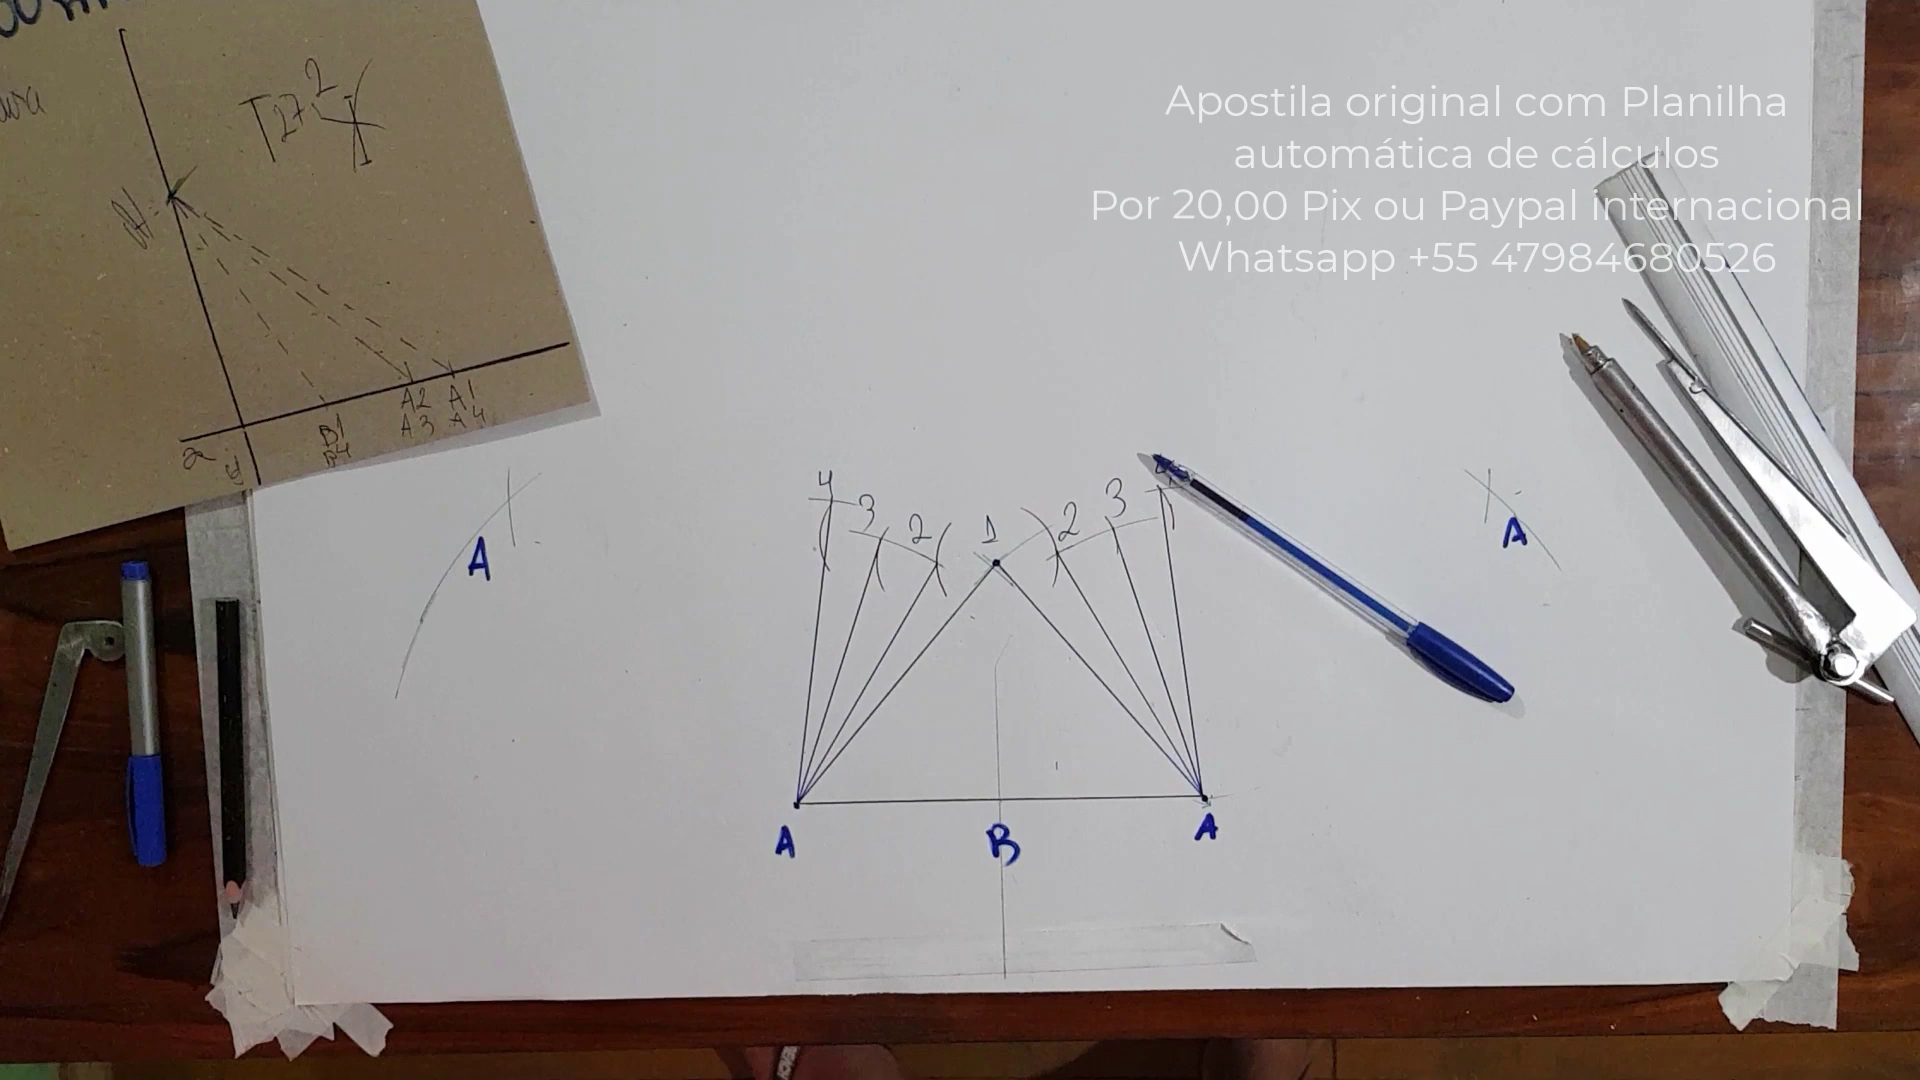 Apostila original com Planilha
automática de cálculos
Por 20,00 Pix ou Paypal internacional
Whatsapp +55 47984680526
A2 A1
A3 A4
B1
B4
4 3 2 1 2 3
A A
A B A